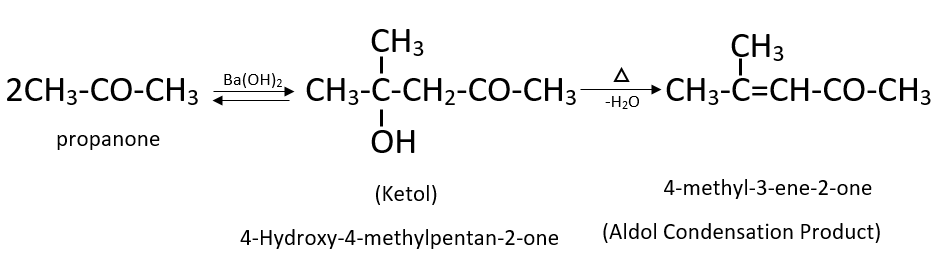 CH₃ CH₃
2CH₃-CO-CH₃ Ba(OH)₂ CH₃-C-CH₂-CO-CH₃ Δ -H₂O CH₃-C=CH-CO-CH₃
propanone OH
(Ketol) 4-methyl-3-ene-2-one
4-Hydroxy-4-methylpentan-2-one (Aldol Condensation Product)